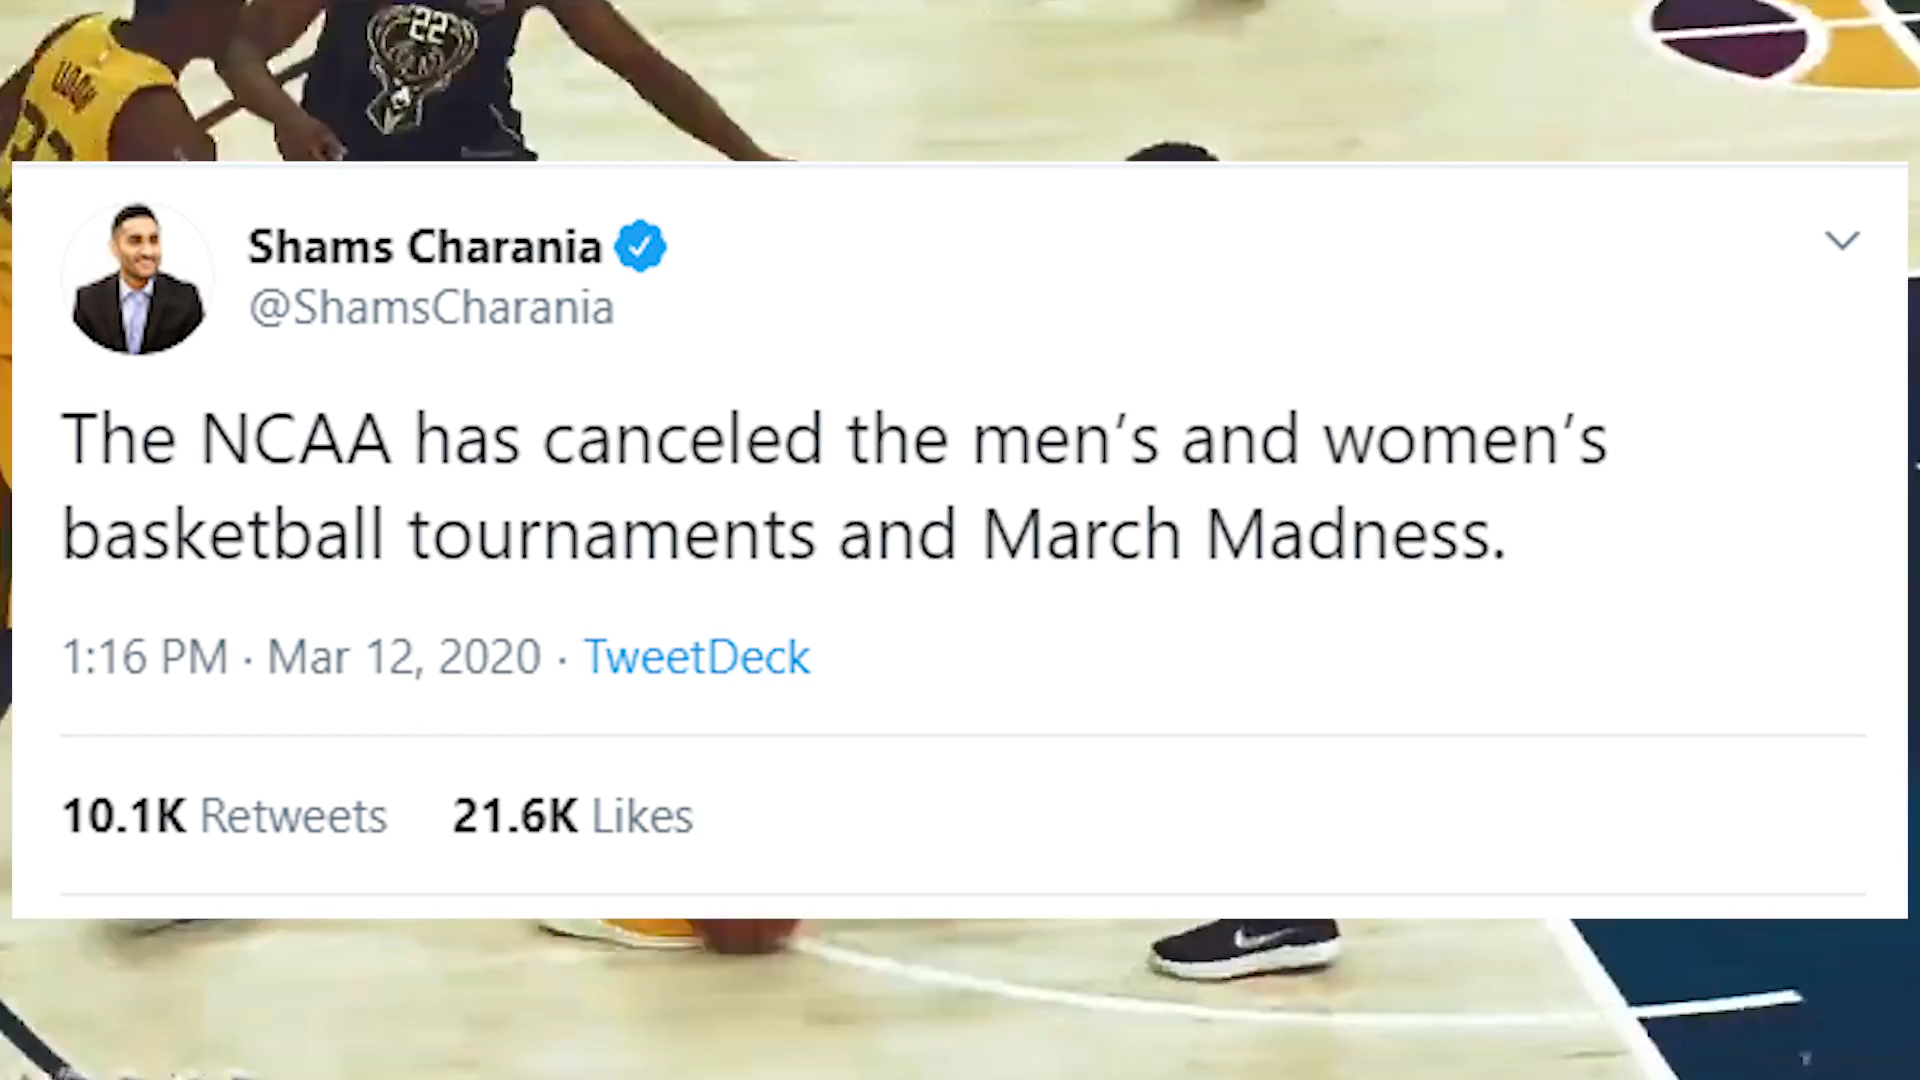 22
Shams Charania
@ShamsCharania
The NCAA has canceled the men’s and women’s
basketball tournaments and March Madness.
1:16 PM · Mar 12, 2020 · TweetDeck
10.1K Retweets 21.6K Likes